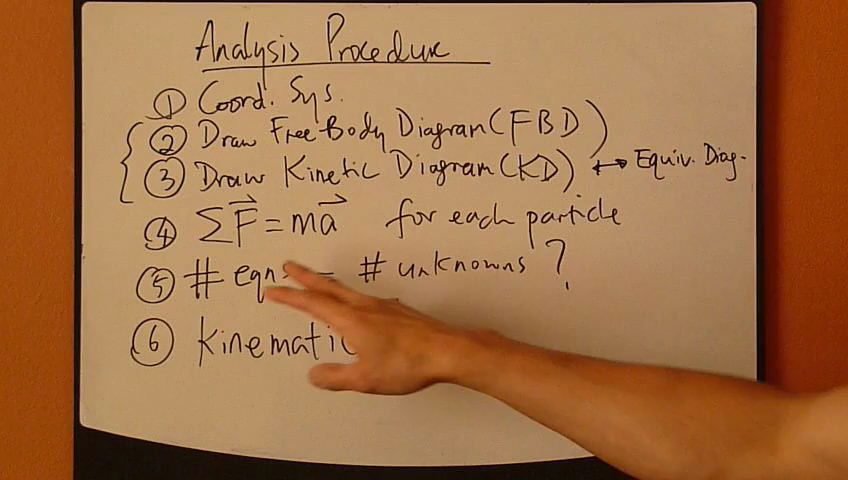 Analysis Procedure
① Coord. Sys.
② Draw Free Body Diagram (FBD)
③ Draw Kinetic Diagram (KD) ↔ Equiv. Diag.
④ ΣF⃗ = ma⃗ for each particle
⑤ # eqns = # unknowns ?
⑥ Kinematic